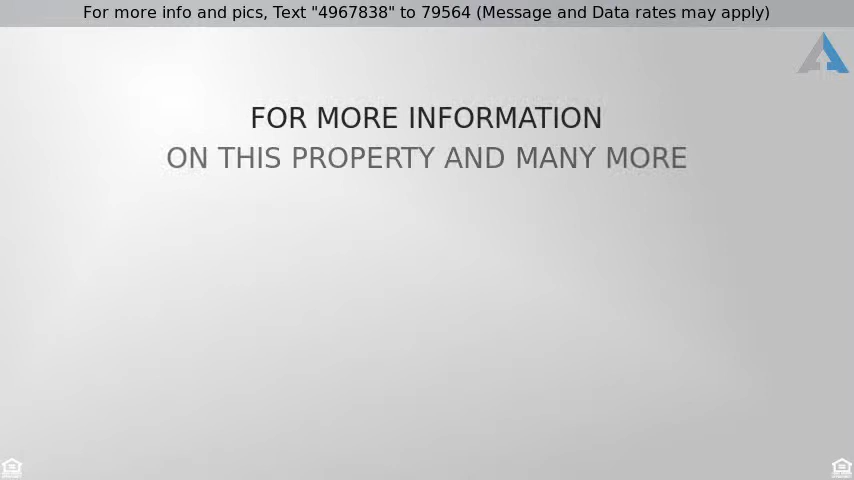 For more info and pics, Text "4967838" to 79564 (Message and Data rates may apply)
FOR MORE INFORMATION
ON THIS PROPERTY AND MANY MORE